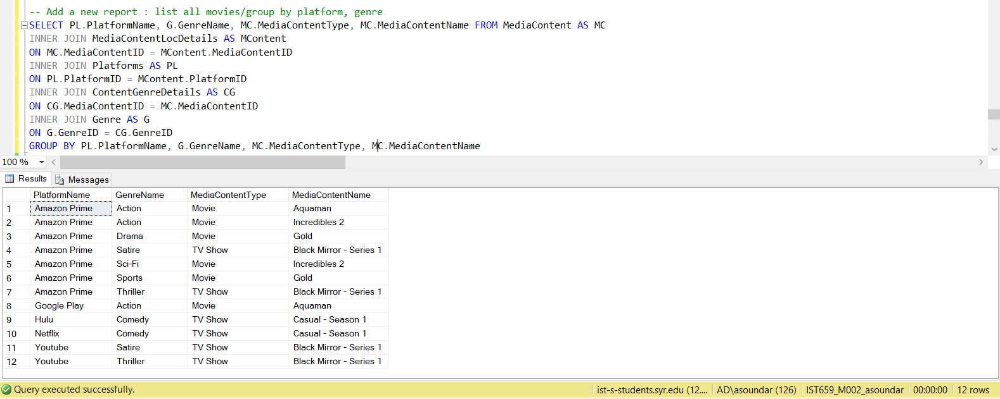 -- Add a new report : list all movies/group by platform, genre
SELECT PL.PlatformName, G.GenreName, MC.MediaContentType, MC.MediaContentName FROM MediaContent AS MC
INNER JOIN MediaContentLocDetails AS MContent
ON MC.MediaContentID = MContent.MediaContentID
INNER JOIN Platforms AS PL
ON PL.PlatformID = MContent.PlatformID
INNER JOIN ContentGenreDetails AS CG
ON CG.MediaContentID = MC.MediaContentID
INNER JOIN Genre AS G
ON G.GenreID = CG.GenreID
GROUP BY PL.PlatformName, G.GenreName, MC.MediaContentType, MC.MediaContentName
100 %
Results Messages
PlatformName GenreName MediaContentType MediaContentName
1 Amazon Prime Action Movie Aquaman
2 Amazon Prime Action Movie Incredibles 2
3 Amazon Prime Drama Movie Gold
4 Amazon Prime Satire TV Show Black Mirror - Series 1
5 Amazon Prime Sci-Fi Movie Incredibles 2
6 Amazon Prime Sports Movie Gold
7 Amazon Prime Thriller TV Show Black Mirror - Series 1
8 Google Play Action Movie Aquaman
9 Hulu Comedy TV Show Casual - Season 1
10 Netflix Comedy TV Show Casual - Season 1
11 Youtube Satire TV Show Black Mirror - Series 1
12 Youtube Thriller TV Show Black Mirror - Series 1
Query executed successfully. ist-s-students.syr.edu (12.... AD\asoundar (126) IST659_M002_asoundar 00:00:00 12 rows